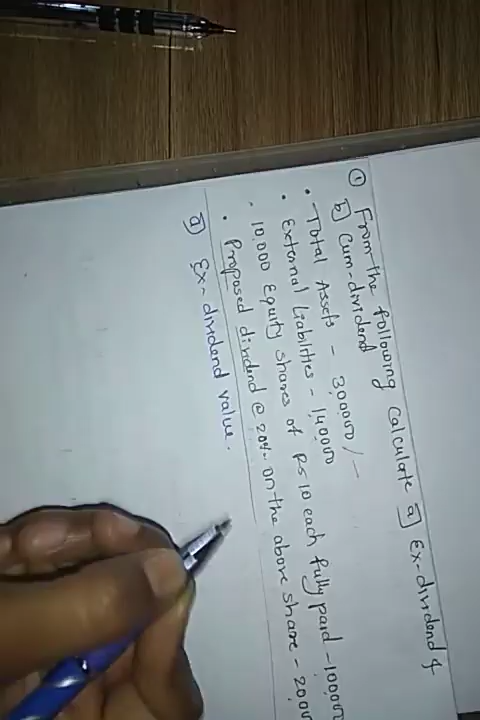 ① From the following Calculate a] Ex-dividend &
b] Cum-dividend
• Total Assets - 300000/-
• External Liabilities - 140000
• 10.000 Equity shares of RS 10 each fully paid - 100000
• Proposed dividend @ 20% on the above share - 2000
a] Ex-dividend value.